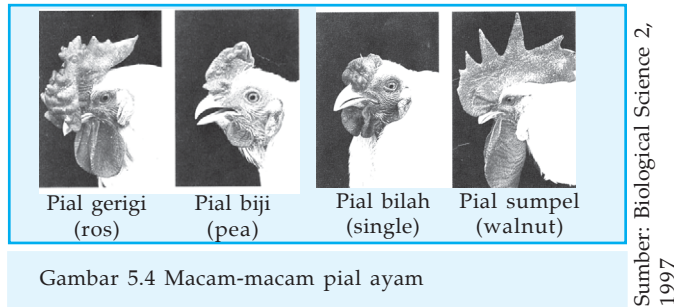 Pial gerigi
(ros)
Pial biji
(pea)
Pial bilah
(single)
Pial sumpel
(walnut)
Gambar 5.4 Macam-macam pial ayam
Sumber: Biological Science 2,
1997